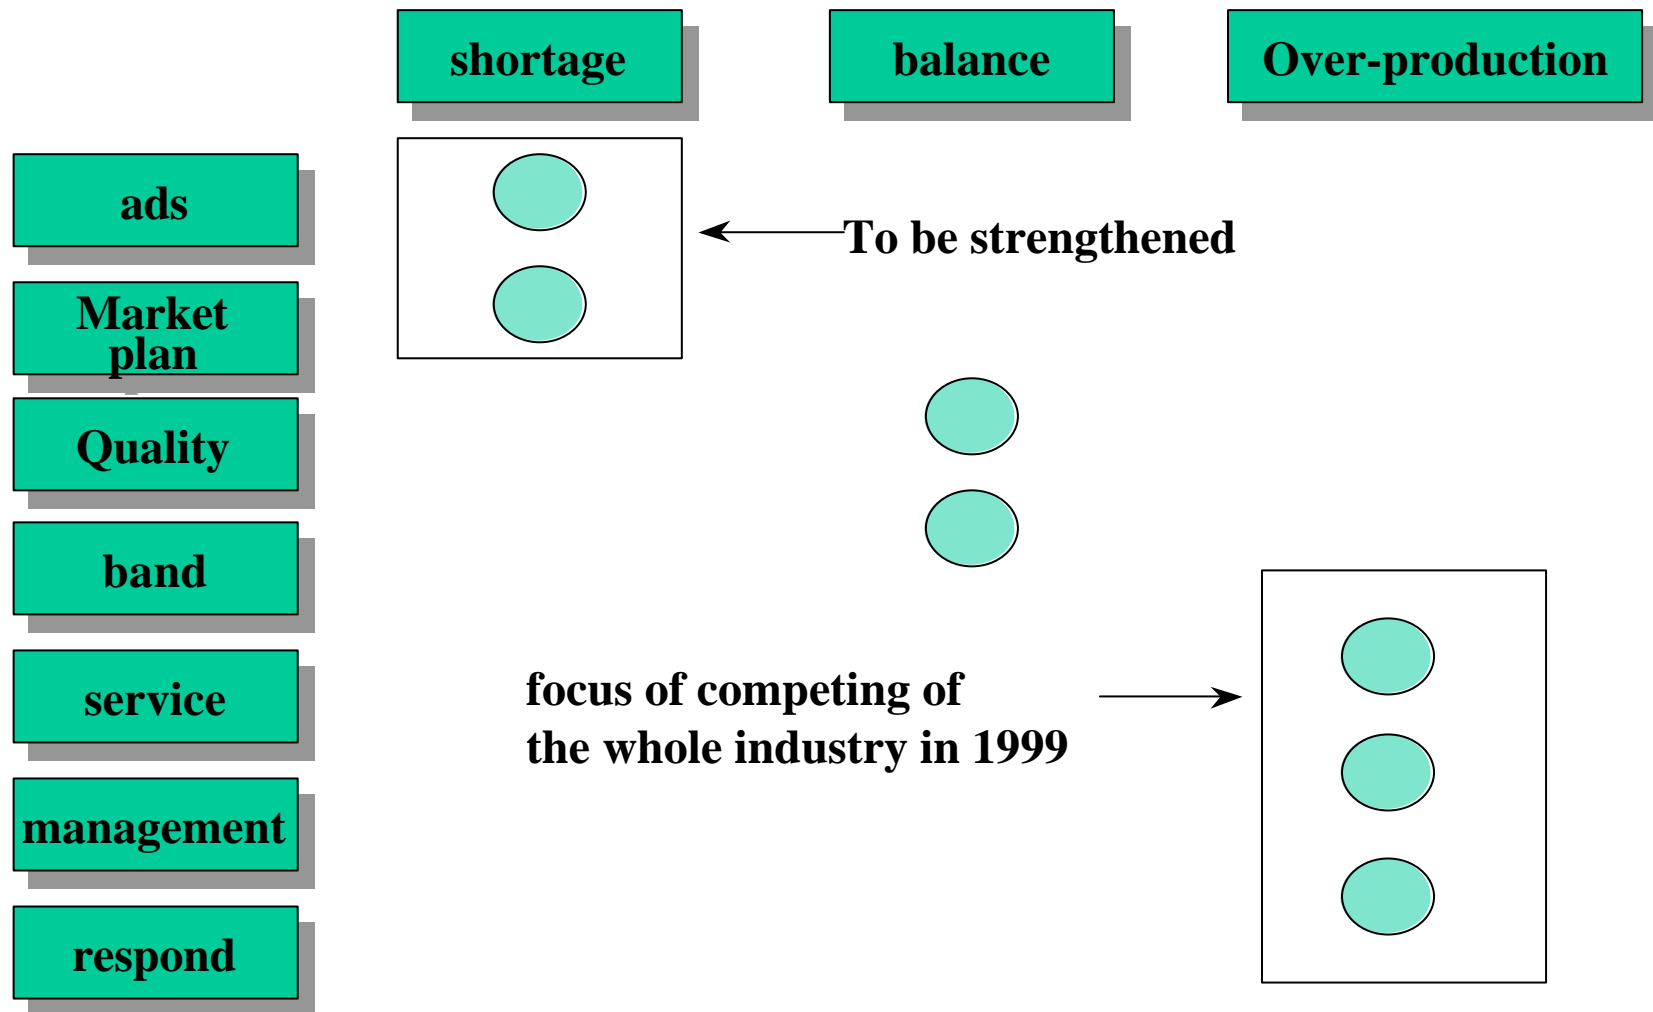 shortage
balance
Over-production
ads
To be strengthened
Market
plan
Quality
band
service
focus of competing of
the whole industry in 1999
management
respond